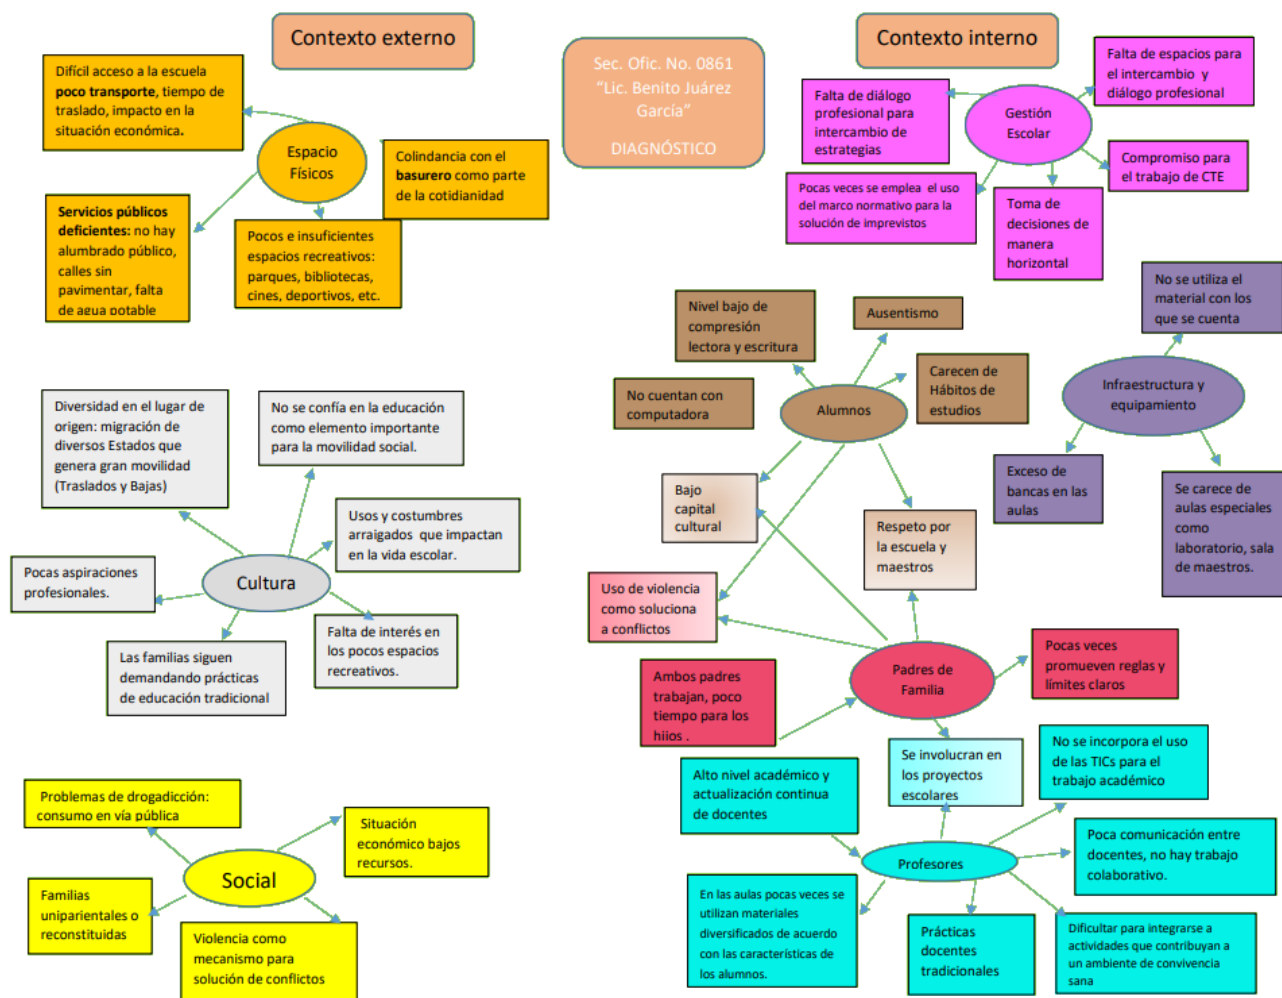 Contexto externo
Sec. Ofic. No. 0861
"Lic. Benito Juárez
García"
DIAGNÓSTICO
Contexto interno
Difícil acceso a la escuela
poco transporte, tiempo de
traslado, impacto en la
situación económica.
Espacio
Físicos
Colindancia con el
basurero como parte
de la cotidianidad
Servicios públicos
deficientes: no hay
alumbrado público,
calles sin
pavimentar, falta
de agua potable
Pocos e insuficientes
espacios recreativos:
parques, bibliotecas,
cines, deportivos, etc.
Falta de diálogo
profesional para
intercambio de
estrategias
Gestión
Escolar
Falta de espacios para
el intercambio y
diálogo profesional
Compromiso para
el trabajo de CTE
Pocas veces se emplea el uso
del marco normativo para la
solución de imprevistos
Toma de
decisiones de
manera
horizontal
Nivel bajo de
compresión
lectora y escritura
Ausentismo
No cuentan con
computadora
Alumnos
Carecen de
Hábitos de
estudios
No se utiliza el
material con los
que se cuenta
Infraestructura y
equipamiento
Exceso de
bancas en las
aulas
Se carece de
aulas especiales
como
laboratorio, sala
de maestros.
Bajo
capital
cultural
Respeto por
la escuela y
maestros
Uso de violencia
como soluciona
a conflictos
Diversidad en el lugar de
origen: migración de
diversos Estados que
genera gran movilidad
(Traslados y Bajas)
No se confía en la educación
como elemento importante
para la movilidad social.
Usos y costumbres
arraigados que impactan
en la vida escolar.
Pocas aspiraciones
profesionales.
Cultura
Las familias siguen
demandando prácticas
de educación tradicional
Falta de interés en
los pocos espacios
recreativos.
Ambos padres
trabajan, poco
tiempo para los
hijos .
Padres de
Familia
Pocas veces
promueven reglas y
límites claros
Se involucran en
los proyectos
escolares
Problemas de drogadicción:
consumo en vía pública
Situación
económico bajos
recursos.
Social
Familias
uniparientales o
reconstituidas
Violencia como
mecanismo para
solución de conflictos
Alto nivel académico y
actualización continua
de docentes
No se incorpora el uso
de las TICs para el
trabajo académico
Profesores
Poca comunicación entre
docentes, no hay trabajo
colaborativo.
En las aulas pocas veces se
utilizan materiales
diversificados de acuerdo
con las características de
los alumnos.
Prácticas
docentes
tradicionales
Dificultar para integrarse a
actividades que contribuyan a
un ambiente de convivencia
sana